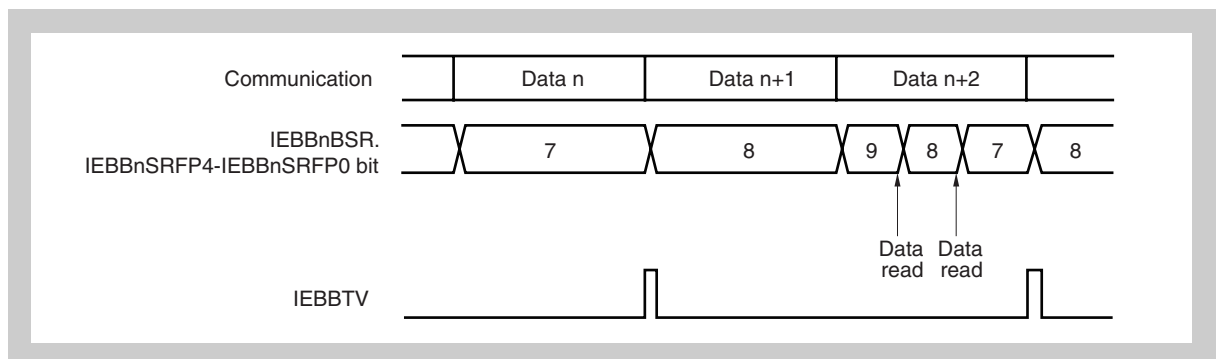 Communication
Data n
Data n+1
Data n+2
IEBBnBSR.
IEBBnSRFP4-IEBBnSRFP0 bit
7
8
9
8
7
8
Data
read
Data
read
IEBBTV